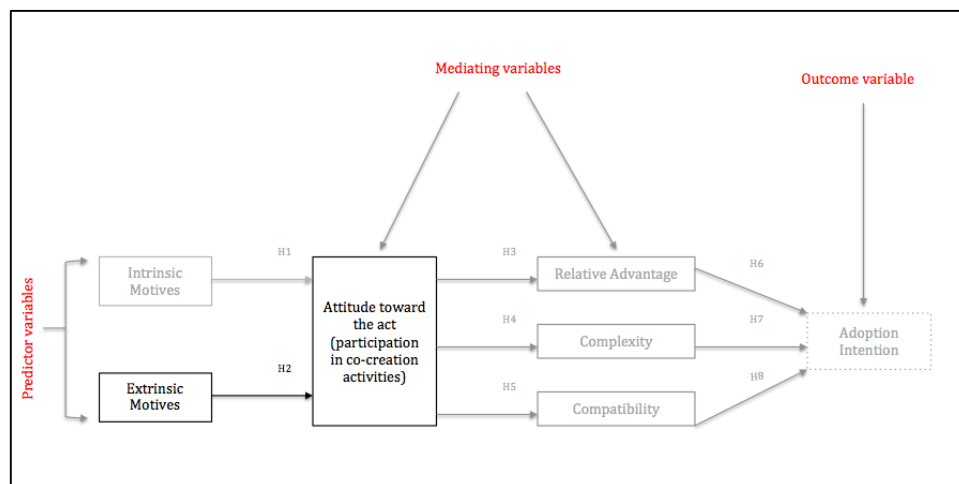 Mediating variables
Outcome variable
Predictor variables
H1
Intrinsic
Motives
H2
Extrinsic
Motives
Attitude toward
the act
(participation
in co-creation
activities)
H3
Relative Advantage
H4
Complexity
H5
Compatibility
H6
H7
H8
Adoption
Intention